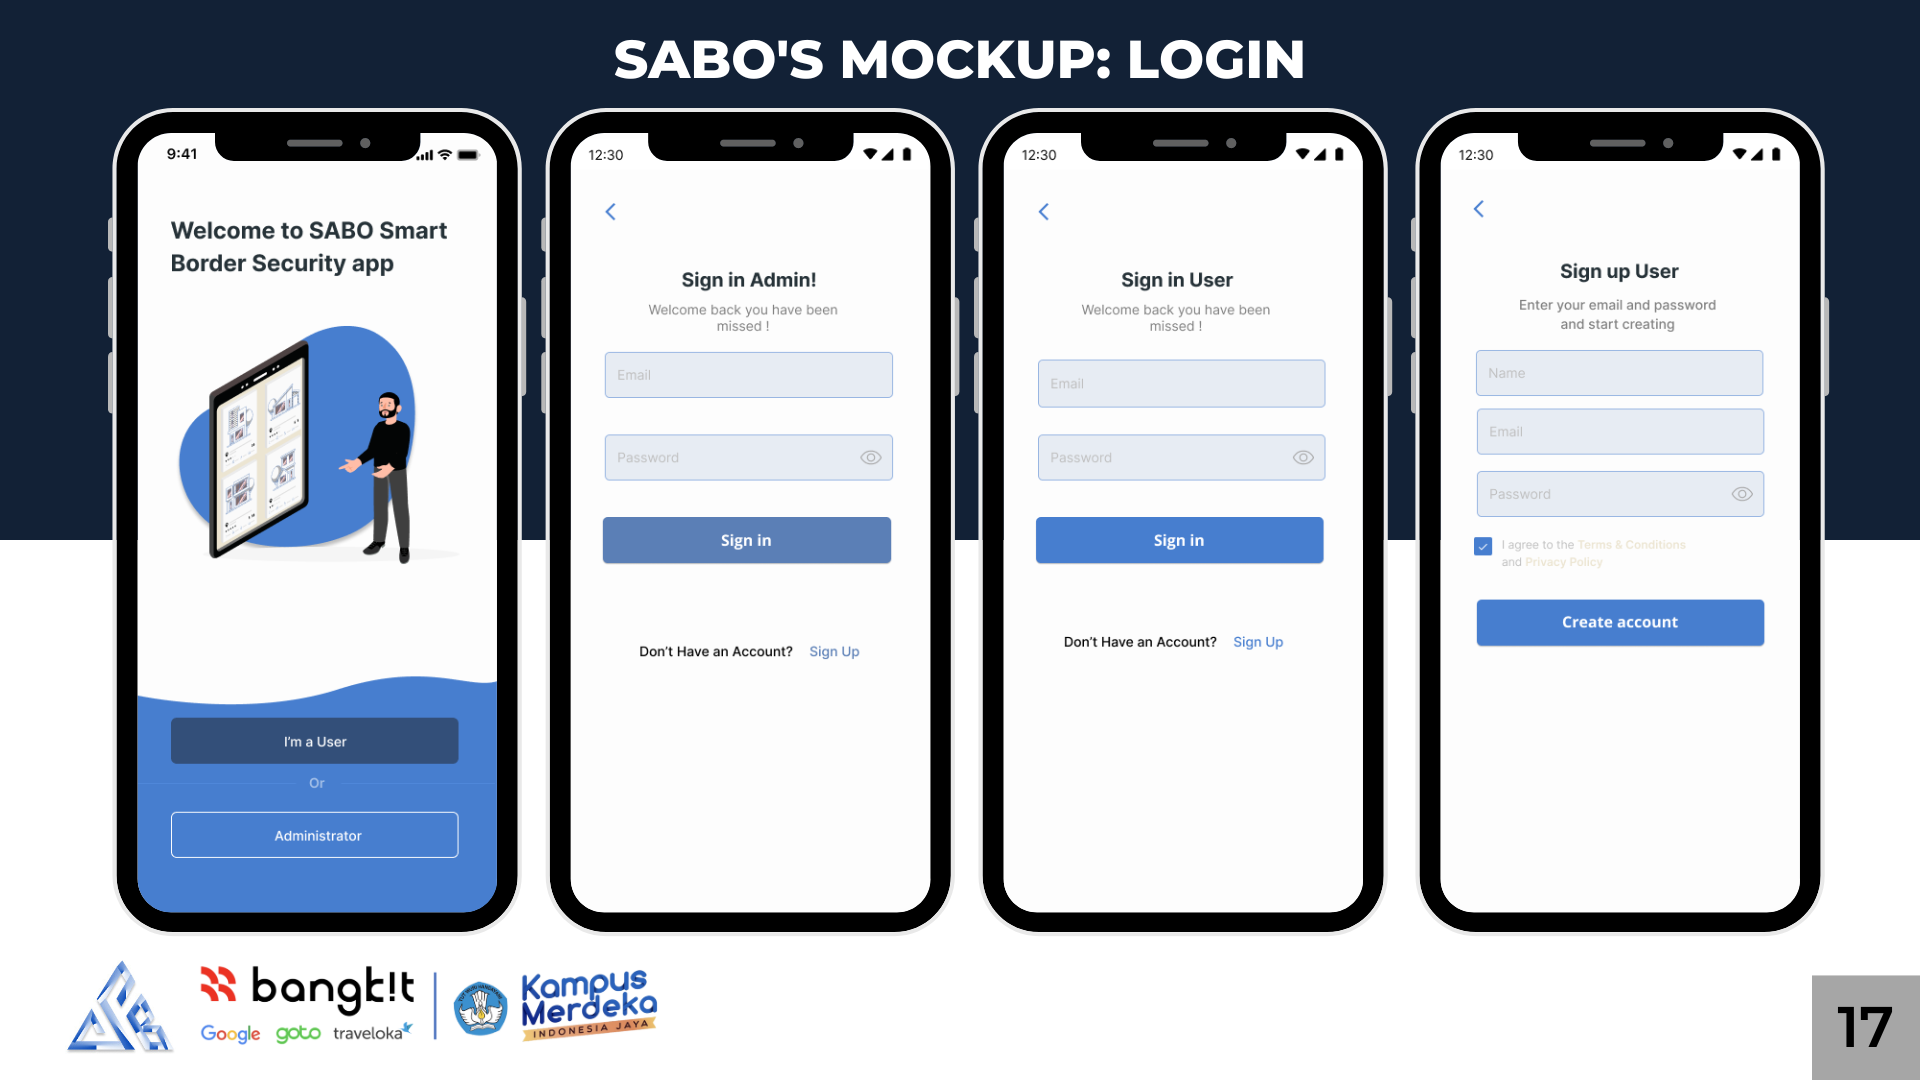 SABO'S MOCKUP: LOGIN
9:41
Welcome to SABO Smart
Border Security app
I'm a User
Or
Administrator
12:30
Sign in Admin!
Welcome back you have been
missed !
Email
Password
Sign in
Don't Have an Account? Sign Up
12:30
Sign in User
Welcome back you have been
missed !
Email
Password
Sign in
Don't Have an Account? Sign Up
12:30
Sign up User
Enter your email and password
and start creating
Name
Email
Password
I agree to the Terms & Conditions
and Privacy Policy
Create account
bangk!t
Google goto traveloka
Kampus
Merdeka
INDONESIA JAYA
17